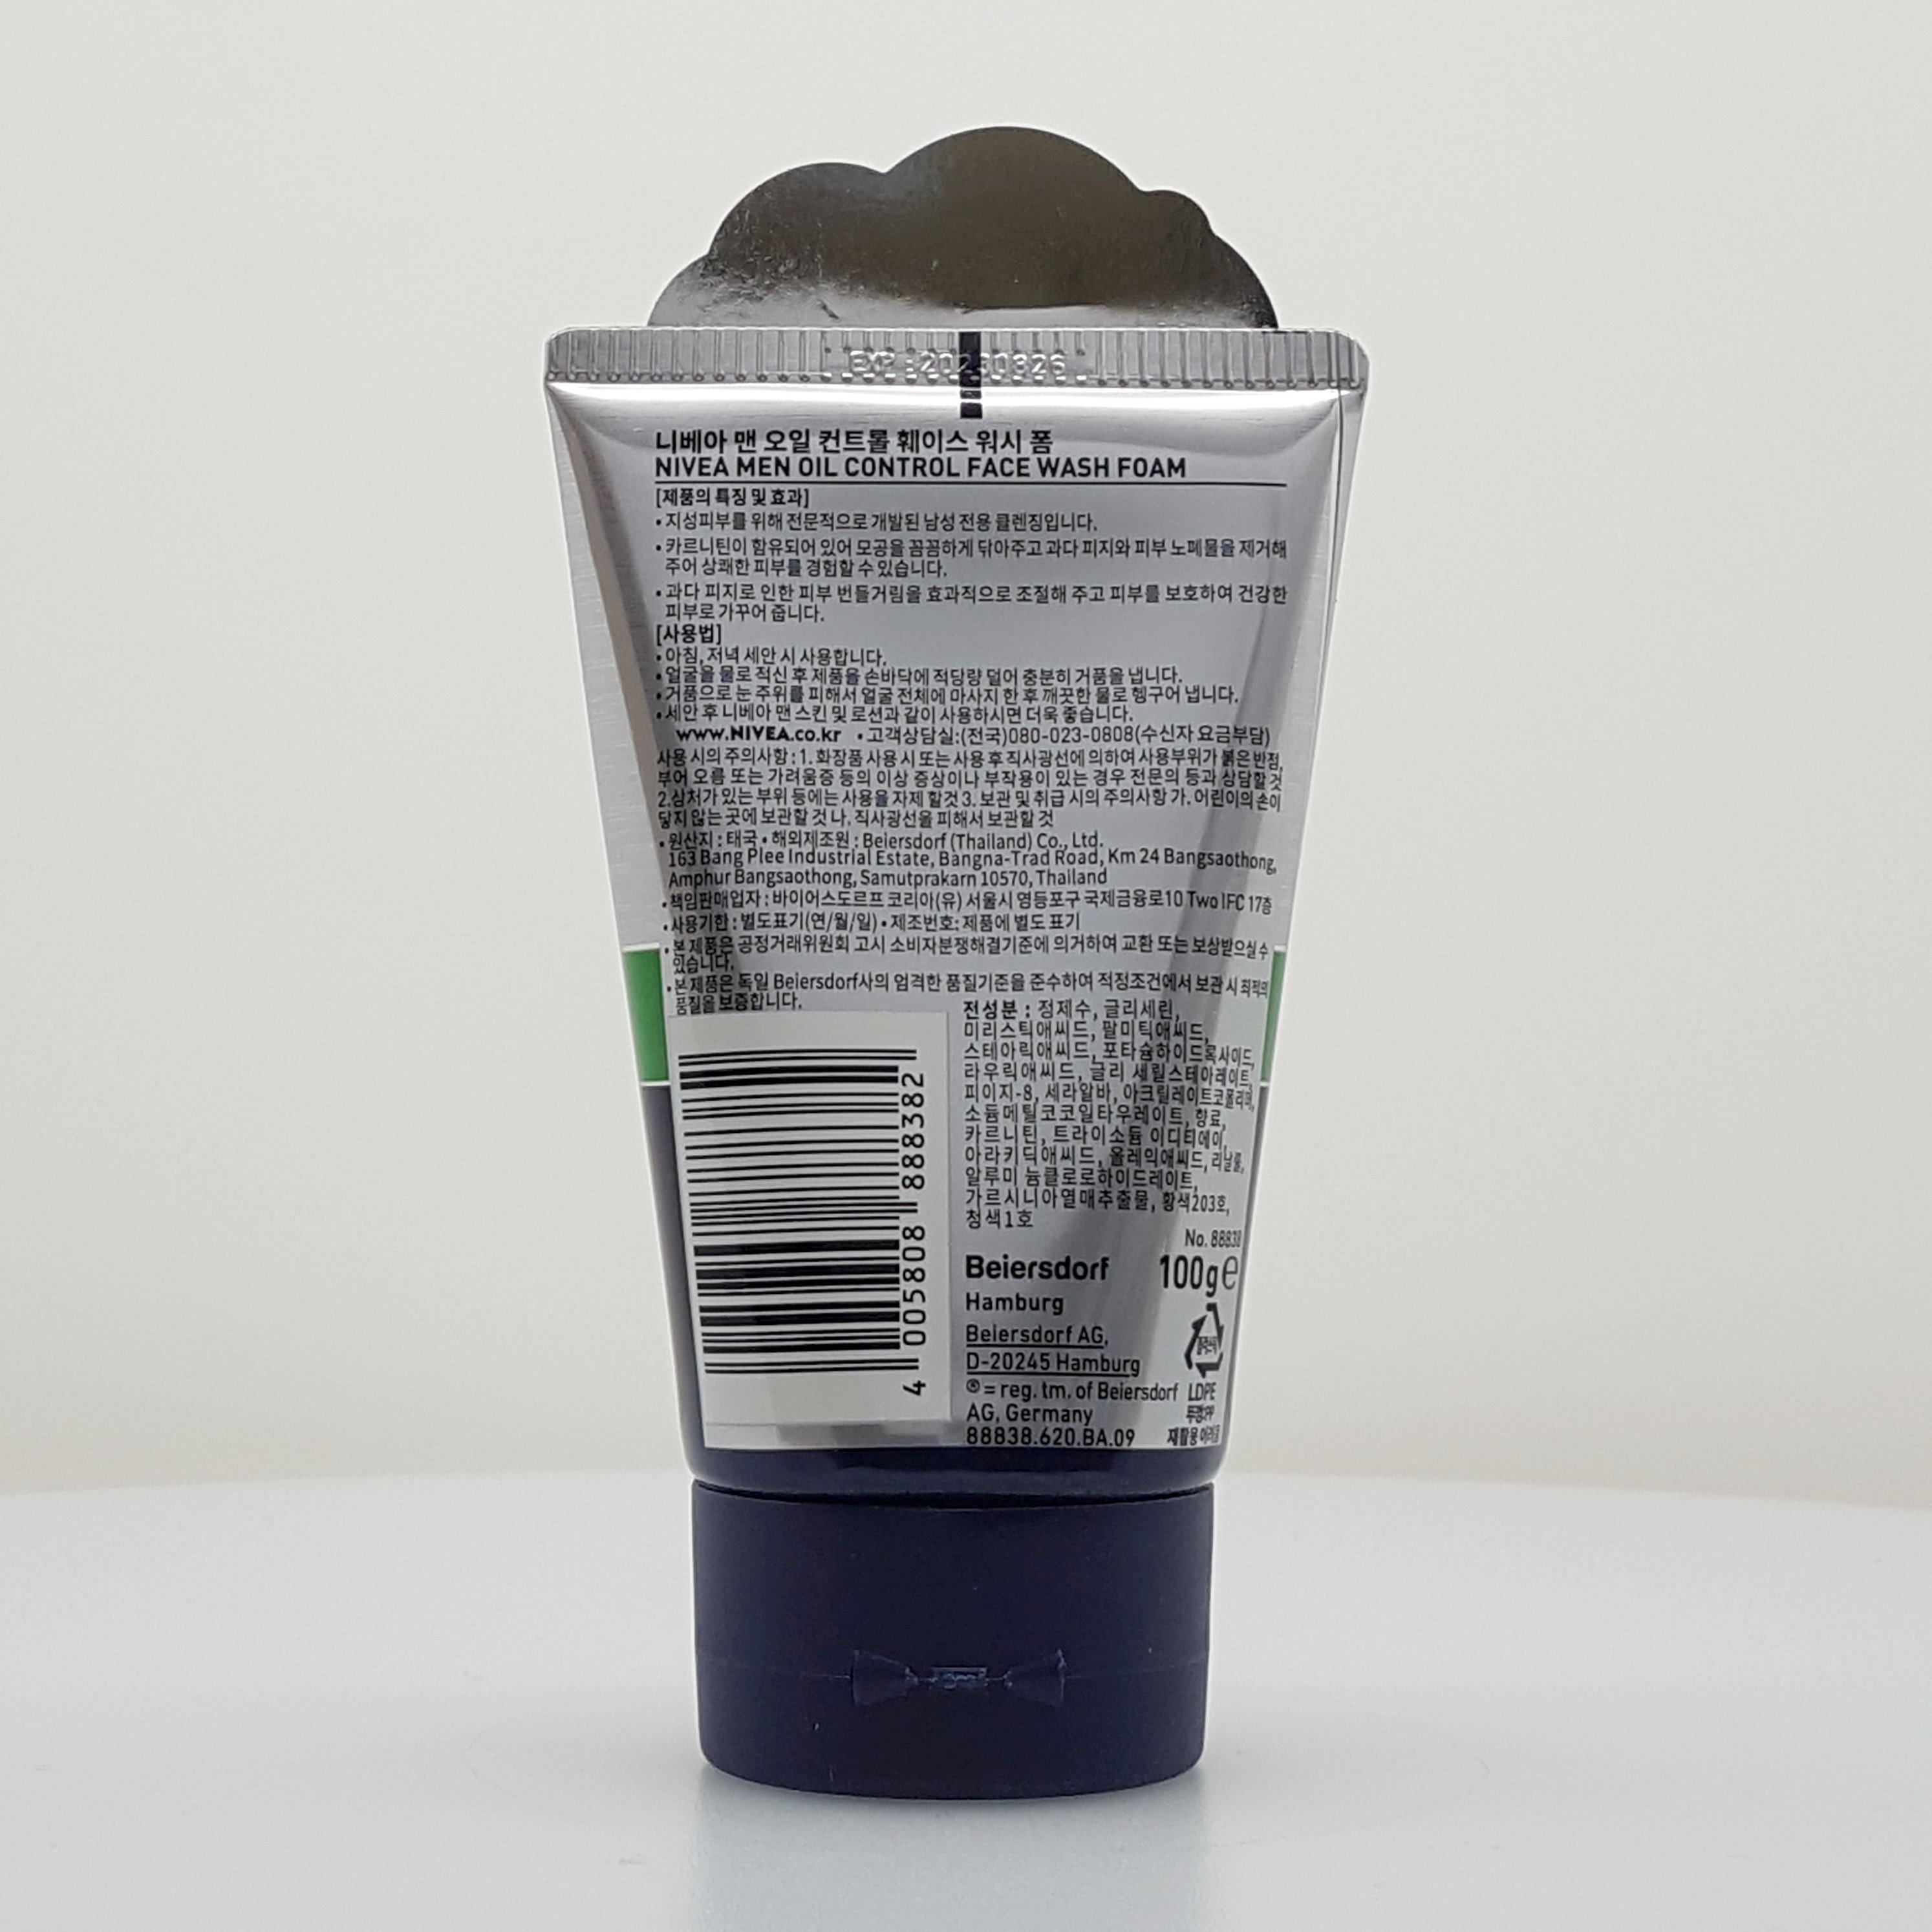 니베아 맨 오일 컨트롤 훼이스 워시 폼
NIVEA MEN OIL CONTROL FACE WASH FOAM
[제품의 특징 및 효과]
• 지성피부를 위해 전문적으로 개발된 남성 전용 클렌징입니다.
• 카르니틴이 함유되어 있어 모공을 꼼꼼하게 닦아주고 과다 피지와 피부 노폐물을 제거해
주어 상쾌한 피부를 경험할 수 있습니다.
• 과다 피지로 인한 피부 번들거림을 효과적으로 조절해 주고 피부를 보호하여 건강한
피부로 가꾸어 줍니다.
[사용법]
• 아침, 저녁 세안 시 사용합니다.
• 얼굴을 물로 적신 후 제품을 손바닥에 적당량 덜어 충분히 거품을 냅니다.
• 거품으로 눈 주위를 피해서 얼굴 전체에 마사지 한 후 깨끗한 물로 헹구어 냅니다.
• 세안 후 니베아 맨 스킨 및 로션과 같이 사용하시면 더욱 좋습니다.
www.NIVEA.co.kr • 고객상담실:(전국)080-023-0808(수신자 요금부담)
사용 시의 주의사항 : 1. 화장품 사용 시 또는 사용 후 직사광선에 의하여 사용부위가 붉은 반점,
부어 오름 또는 가려움증 등의 이상 증상이나 부작용이 있는 경우 전문의 등과 상담할 것
2.상처가 있는 부위 등에는 사용을 자제 할것 3. 보관 및 취급 시의 주의사항 가. 어린이의 손이
닿지 않는 곳에 보관할 것 나. 직사광선을 피해서 보관할 것
• 원산지 : 태국 • 해외제조원 : Beiersdorf (Thailand) Co., Ltd.
163 Bang Plee Industrial Estate, Bangna-Trad Road, Km 24 Bangsaothong,
Amphur Bangsaothong, Samutprakarn 10570, Thailand
• 책임판매업자 : 바이어스도르프 코리아(유) 서울시 영등포구 국제금융로10 Two IFC 17층
• 사용기한 : 별도표기(연/월/일) • 제조번호: 제품에 별도 표기
• 본 제품은 공정거래위원회 고시 소비자분쟁해결기준에 의거하여 교환 또는 보상받으실 수
있습니다.
• 본 제품은 독일 Beiersdorf사의 엄격한 품질기준을 준수하여 적정조건에서 보관 시 최적의
품질을 보증합니다.
전성분 : 정제수, 글리세린,
미리스틱애씨드, 팔미틱애씨드,
스테아릭애씨드, 포타슘하이드록사이드,
라우릭애씨드, 글리 세릴스테아레이트,
피이지-8, 세라알바, 아크릴레이트코폴리머,
소듐메틸코코일타우레이트, 향료,
카르니틴, 트라이소듐 이디티에이,
아라키딕애씨드, 올레익애씨드, 리날룰,
알루미 늄클로로하이드레이트,
가르시니아열매추출물, 황색203호,
청색1호
No. 88838
4 005808 888382
Beiersdorf 100g e
Hamburg
Beiersdorf AG,
D-20245 Hamburg
플라스틱
® = reg. tm. of Beiersdorf
AG, Germany
88838.620.BA.09
LDPE
뚜껑:PP
재활용 어려움